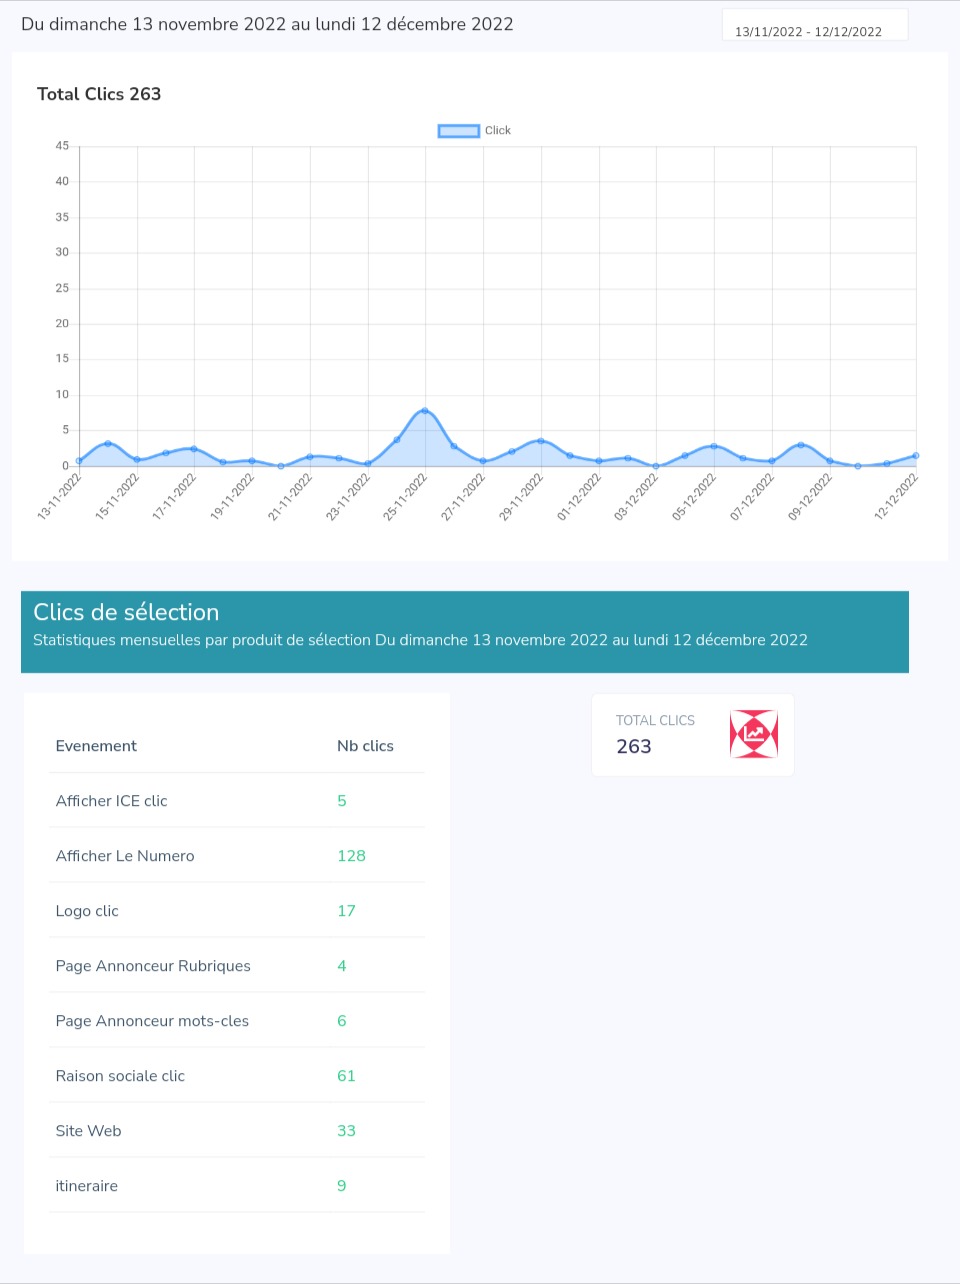 Du dimanche 13 novembre 2022 au lundi 12 décembre 2022
13/11/2022 - 12/12/2022
Total Clics 263
Click
45
40
35
30
25
20
15
10
5
0
13-11-2022
15-11-2022
17-11-2022
19-11-2022
21-11-2022
23-11-2022
25-11-2022
27-11-2022
29-11-2022
01-12-2022
03-12-2022
05-12-2022
07-12-2022
09-12-2022
12-12-2022
Clics de sélection
Statistiques mensuelles par produit de sélection Du dimanche 13 novembre 2022 au lundi 12 décembre 2022
Evenement Nb clics
Afficher ICE clic 5
Afficher Le Numero 128
Logo clic 17
Page Annonceur Rubriques 4
Page Annonceur mots-cles 6
Raison sociale clic 61
Site Web 33
itineraire 9
TOTAL CLICS
263